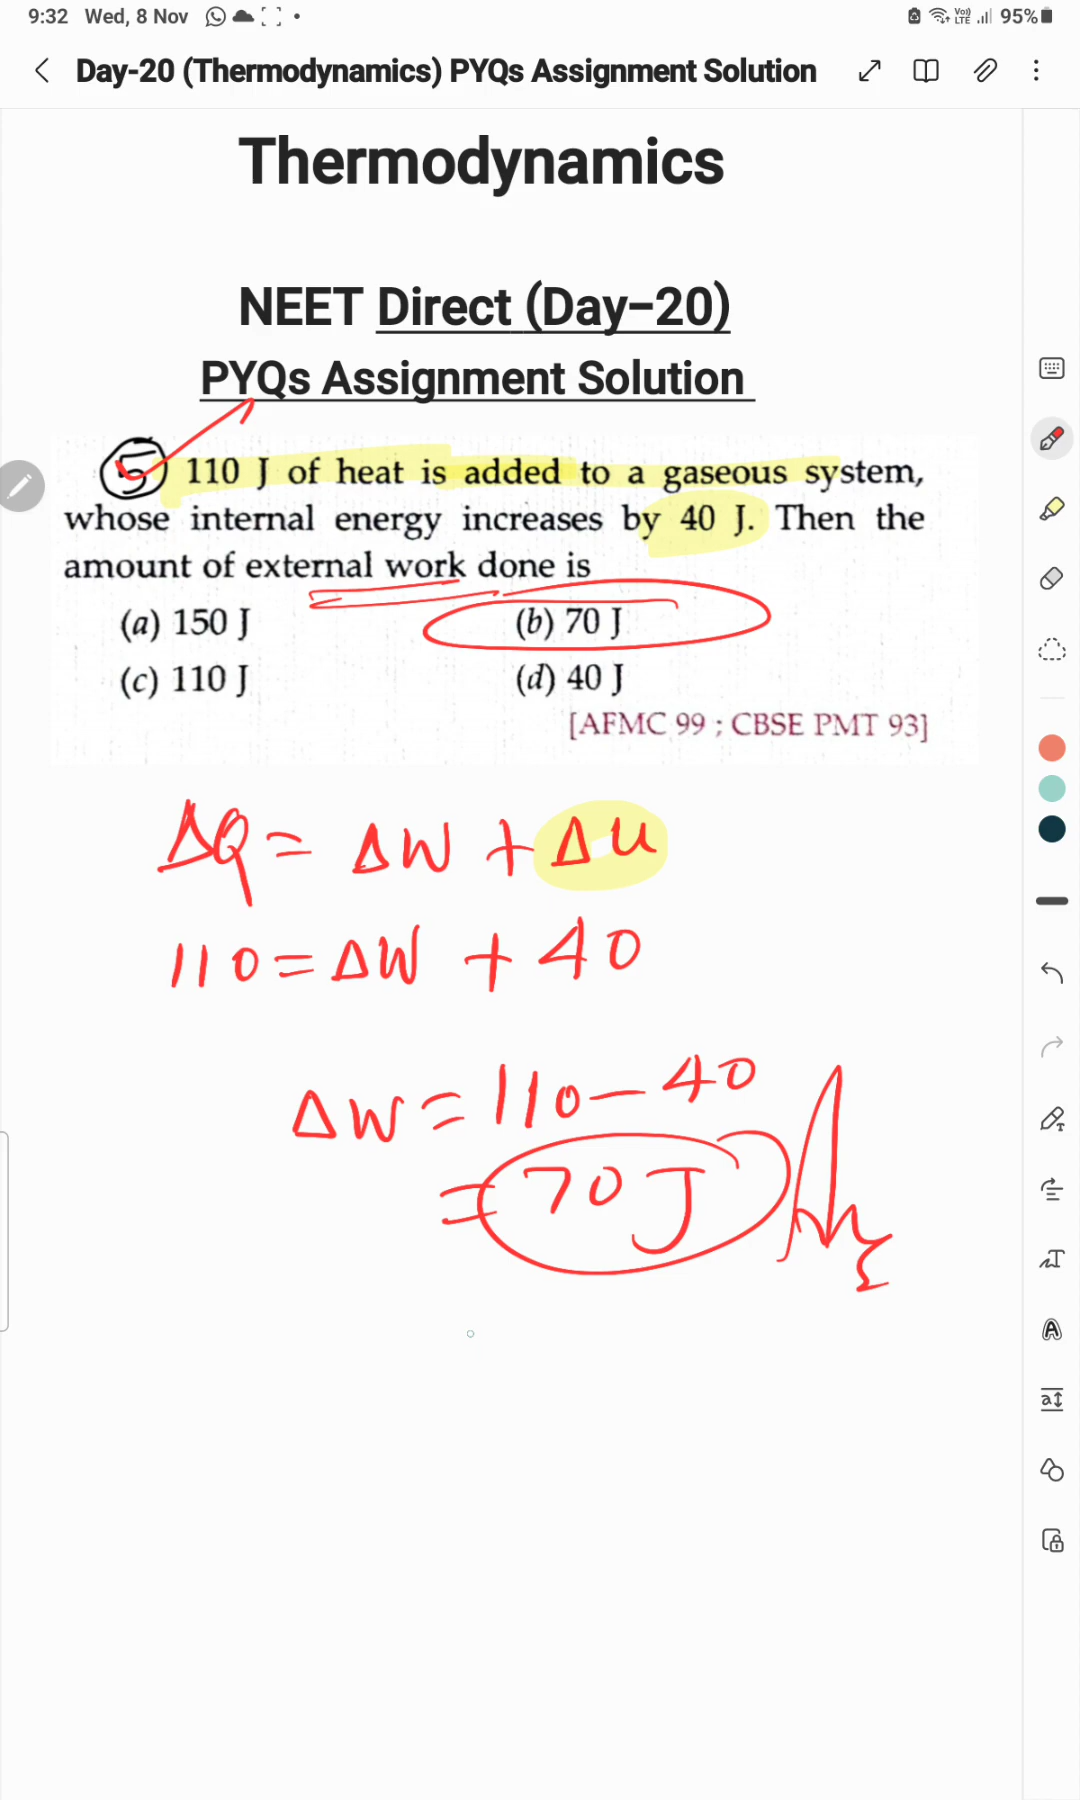 9:32 Wed, 8 Nov
Vo)) LTE 95%
Day-20 (Thermodynamics) PYQs Assignment Solution
Thermodynamics
NEET Direct (Day-20)
PYQs Assignment Solution
5 110 J of heat is added to a gaseous system,
whose internal energy increases by 40 J. Then the
amount of external work done is
(a) 150 J (b) 70 J
(c) 110 J (d) 40 J
[AFMC 99 ; CBSE PMT 93]
ΔQ = ΔW + ΔU
110 = ΔW + 40
ΔW = 110 - 40
= 70 J Ans